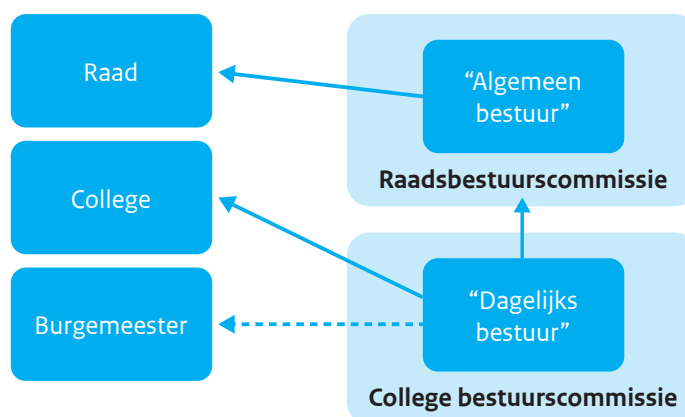 Raad
College
Burgemeester
“Algemeen
bestuur”
Raadsbestuurscommissie
“Dagelijks
bestuur”
College bestuurscommissie